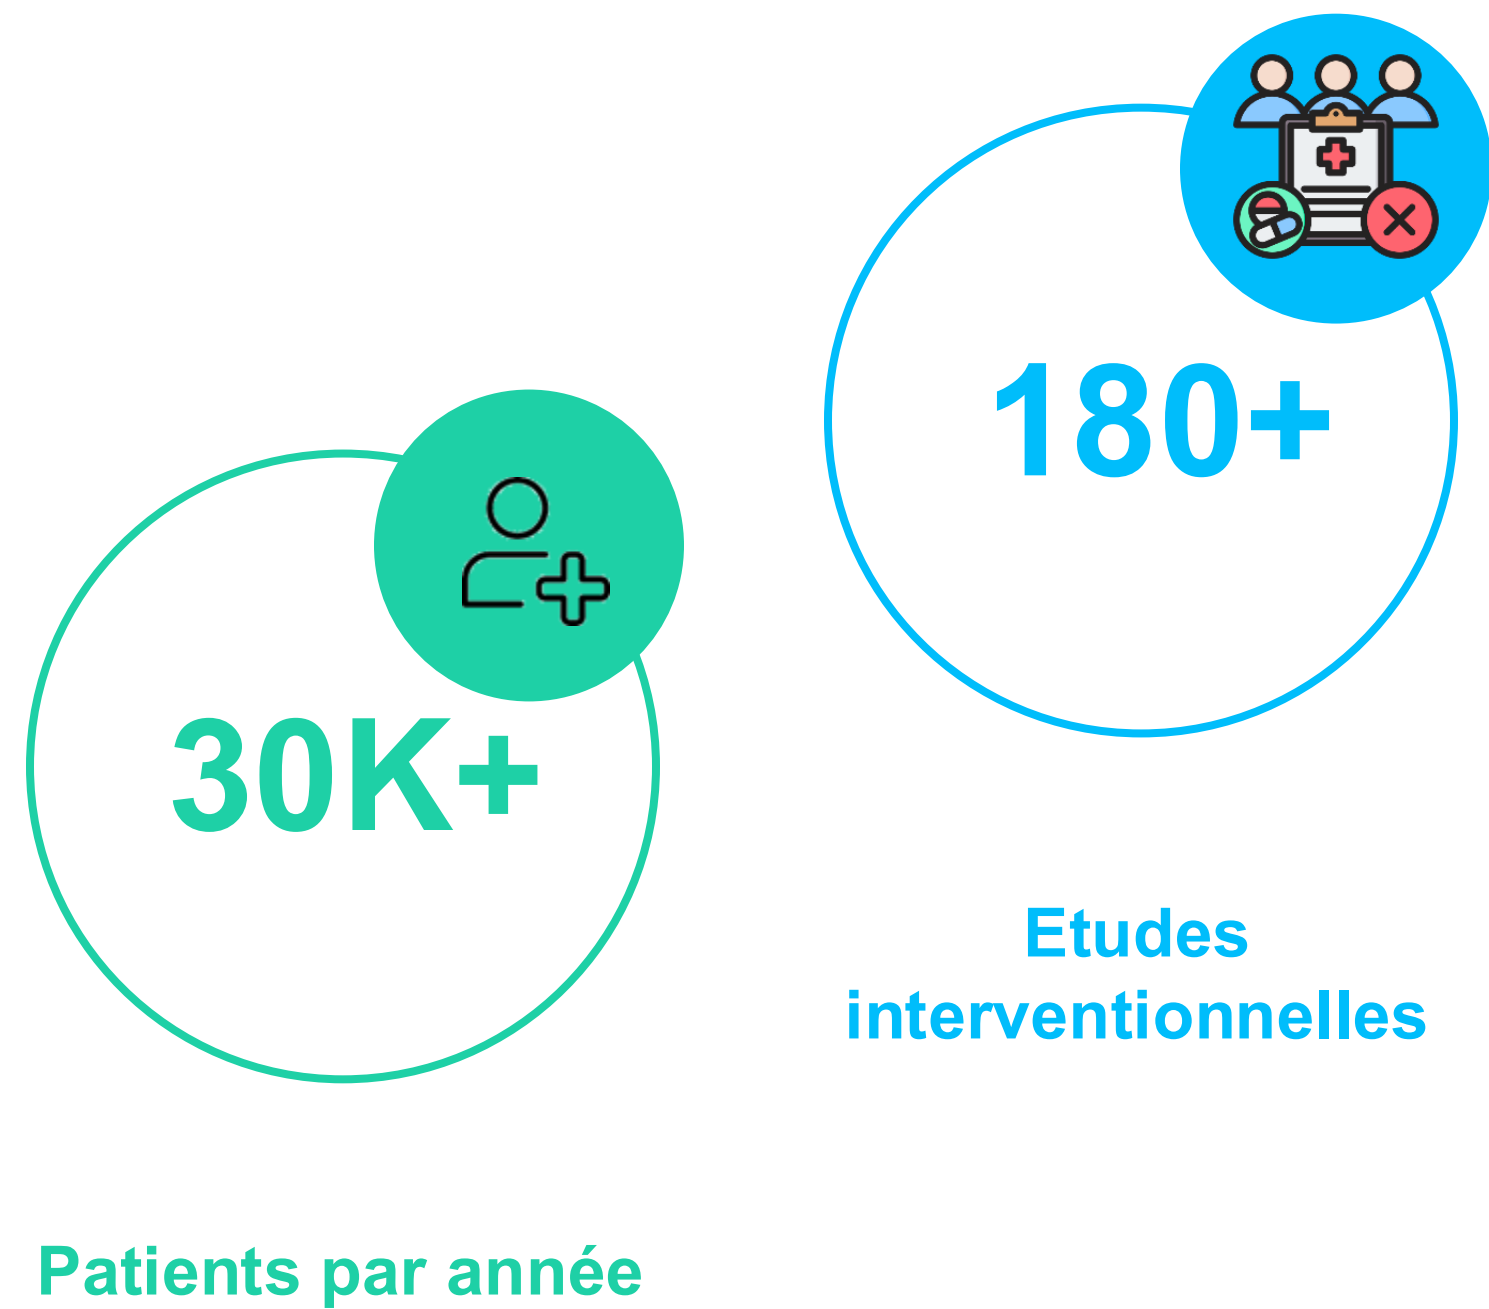 180+
Etudes
interventionnelles
30K+
Patients par année